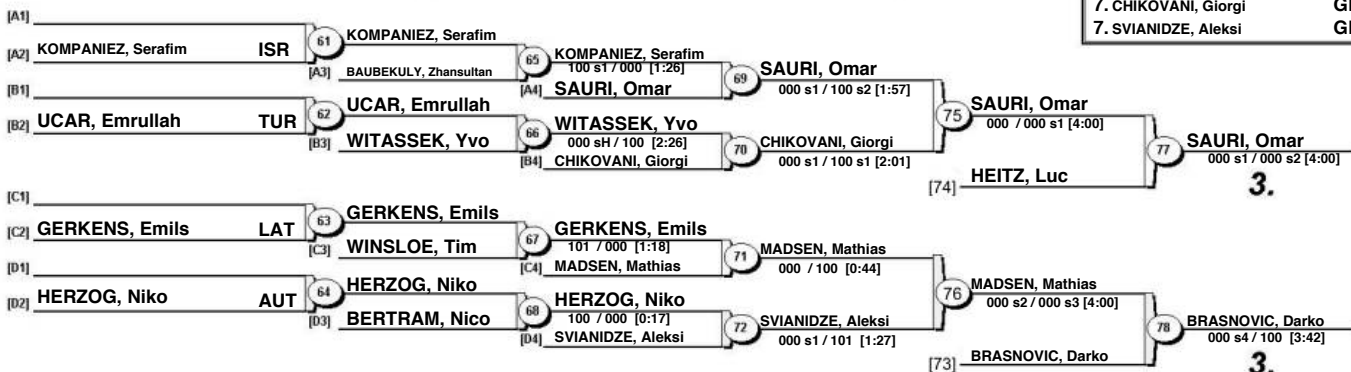 7. CHIKOVANI, Giorgi
7. SVIANIDZE, Aleksi
[A1]
[A2] KOMPANIEZ, Serafim ISR
61 KOMPANIEZ, Serafim
[A3] BAUBEKULY, Zhansultan
65 KOMPANIEZ, Serafim
100 s1 / 000 [1:26]
[A4] SAURI, Omar
69 SAURI, Omar
000 s1 / 100 s2 [1:57]
[B1]
[B2] UCAR, Emrullah TUR
62 UCAR, Emrullah
[B3] WITASSEK, Yvo
66 WITASSEK, Yvo
000 sH / 100 [2:26]
[B4] CHIKOVANI, Giorgi
70 CHIKOVANI, Giorgi
000 s1 / 100 s1 [2:01]
75 SAURI, Omar
000 / 000 s1 [4:00]
[74] HEITZ, Luc
77 SAURI, Omar
000 s1 / 000 s2 [4:00]
3.
[C1]
[C2] GERKENS, Emils LAT
63 GERKENS, Emils
[C3] WINSLOE, Tim
67 GERKENS, Emils
101 / 000 [1:18]
[C4] MADSEN, Mathias
71 MADSEN, Mathias
000 / 100 [0:44]
[D1]
[D2] HERZOG, Niko AUT
64 HERZOG, Niko
[D3] BERTRAM, Nico
68 HERZOG, Niko
100 / 000 [0:17]
[D4] SVIANIDZE, Aleksi
72 SVIANIDZE, Aleksi
000 s1 / 101 [1:27]
76 MADSEN, Mathias
000 s2 / 000 s3 [4:00]
[73] BRASNOVIC, Darko
78 BRASNOVIC, Darko
000 s4 / 100 [3:42]
3.